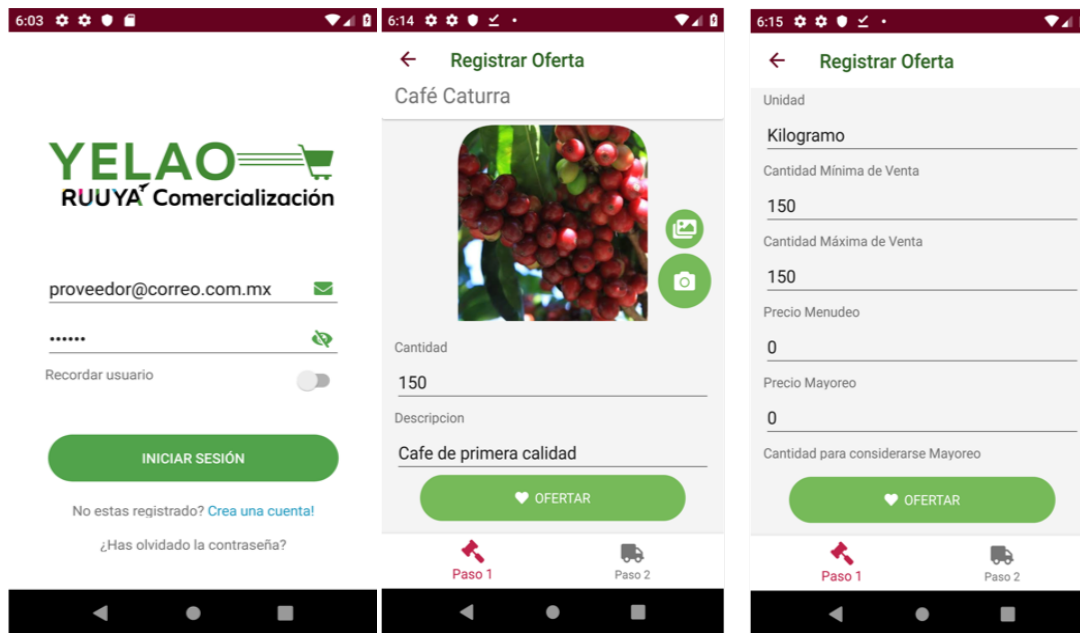 6:03
YELAO
RUUYA Comercialización
proveedor@correo.com.mx
••••••
Recordar usuario
INICIAR SESIÓN
No estas registrado? Crea una cuenta!
¿Has olvidado la contraseña?
6:14
Registrar Oferta
Café Caturra
Cantidad
150
Descripcion
Cafe de primera calidad
OFERTAR
Paso 1
Paso 2
6:15
Registrar Oferta
Unidad
Kilogramo
Cantidad Mínima de Venta
150
Cantidad Máxima de Venta
150
Precio Menudeo
0
Precio Mayoreo
0
Cantidad para considerarse Mayoreo
OFERTAR
Paso 1
Paso 2